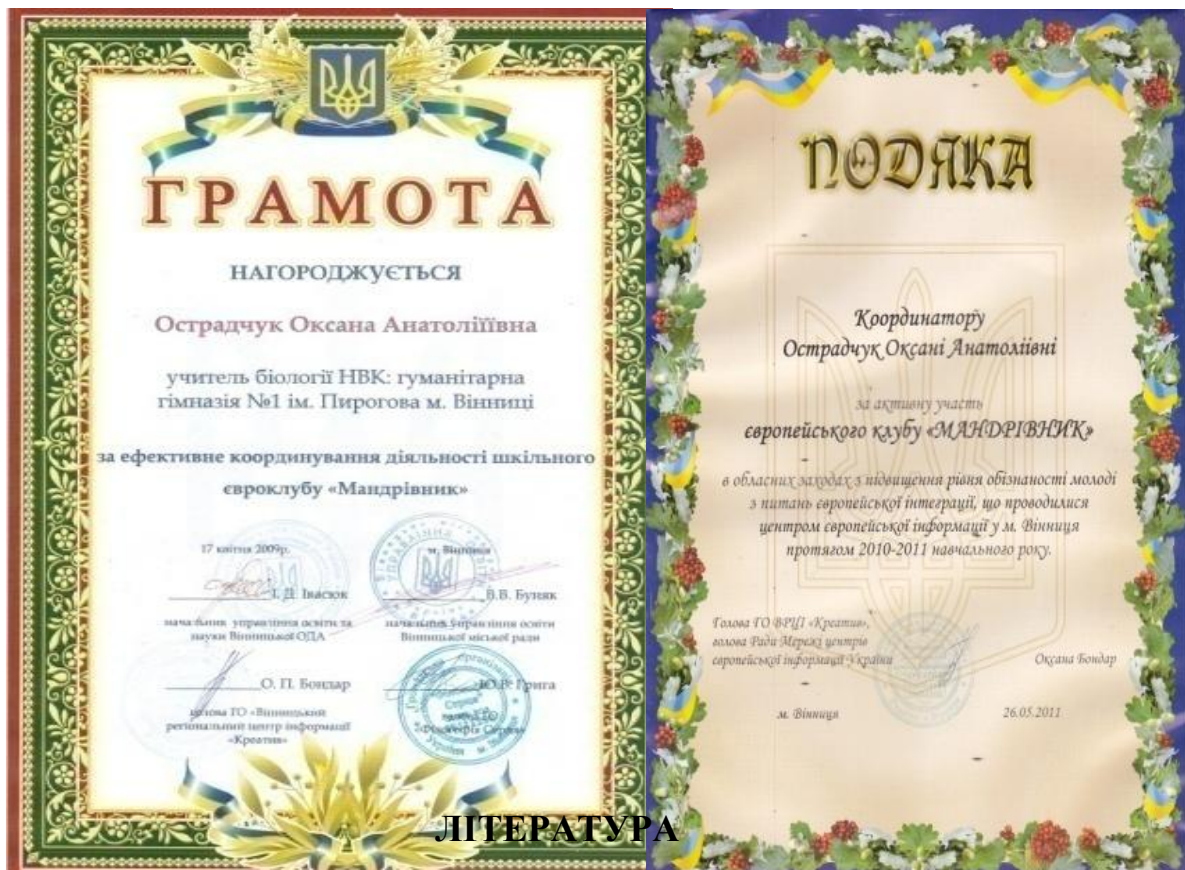 ГРАМОТА
НАГОРОДЖУЄТЬСЯ
Острадчук Оксана Анатоліїівна
учитель біології НВК: гуманітарна
гімназія №1 ім. Пирогова м. Вінниці
за ефективне координування діяльності шкільного
євроклубу «Мандрівник»
17 квітня 2009р.
м. Вінниця
І. Д. Івасюк
В.В. Буняк
начальник управління освіти та
науки Вінницької ОДА
начальник управління освіти
Вінницької міської ради
О. П. Бондар
Ю.В. Грига
голова ГО «Вінницький
регіональний центр інформації
«Креатив»
голова ГО
ПОДЯКА
Координатору
Острадчук Оксані Анатоліївні
за активну участь
європейського клубу «МАНДРІВНИК»
в обласних заходах з підвищення рівня обізнаності молоді
з питань європейської інтеграції, що проводилися
центром європейської інформації у м. Вінниця
протягом 2010-2011 навчального року.
Голова ГО ВРЦІ «Креатив»,
голова Ради Мережі центрів
європейської інформації України
Оксана Бондар
м. Вінниця
26.05.2011
ЛІТЕРАТУРА